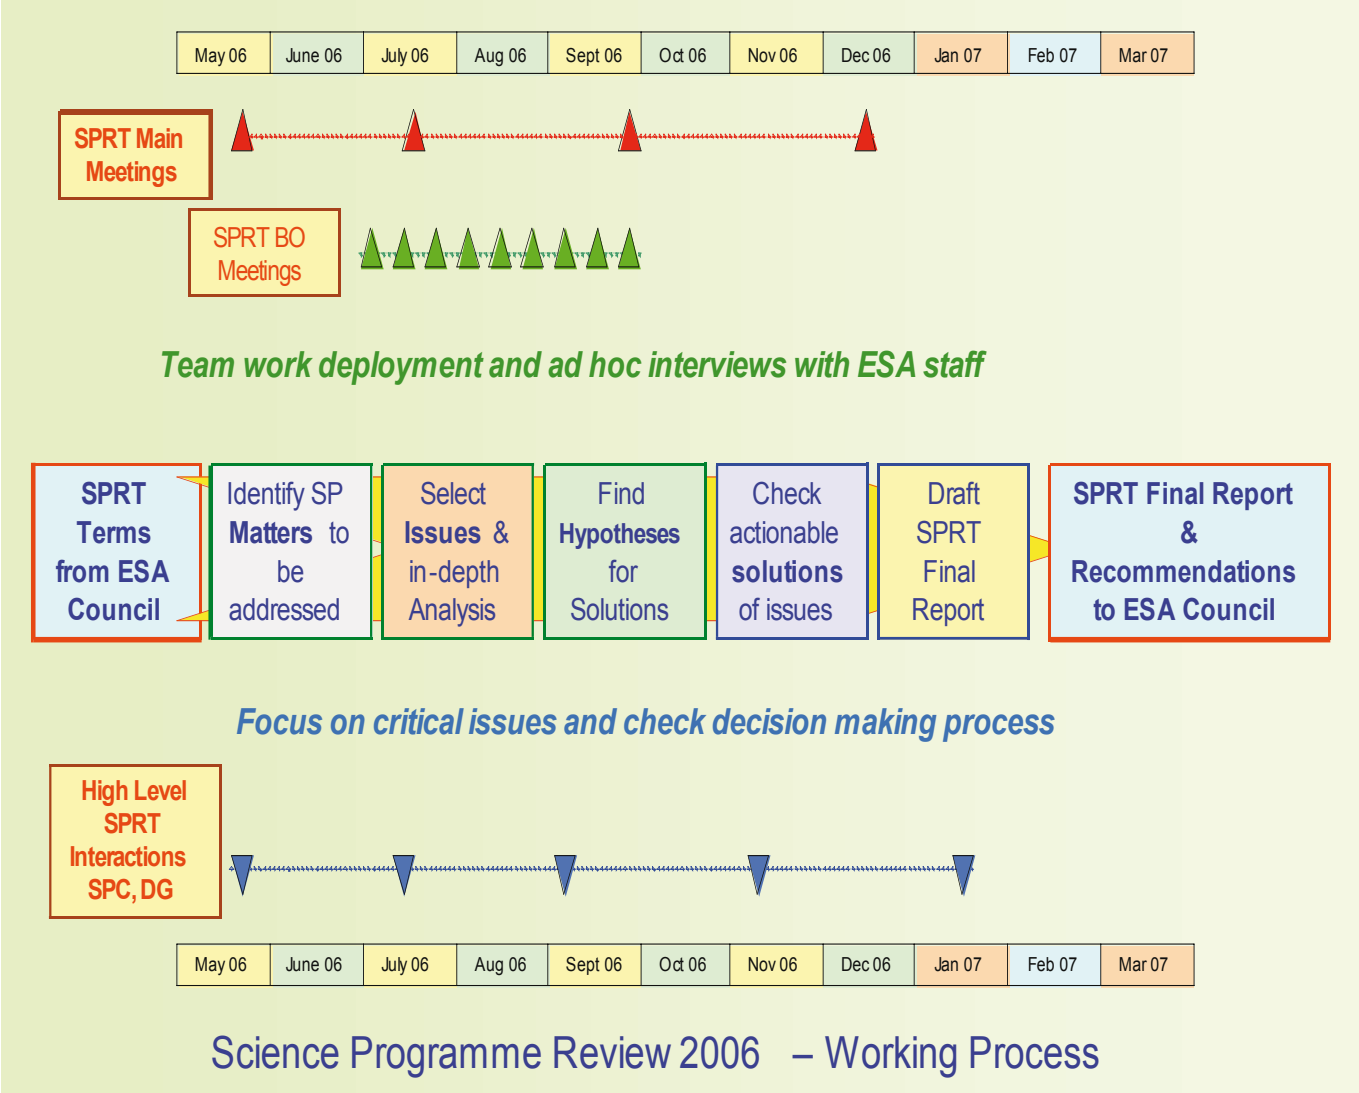 May 06 June 06 July 06 Aug 06 Sept 06 Oct 06 Nov 06 Dec 06 Jan 07 Feb 07 Mar 07
SPRT Main
Meetings
SPRT BO
Meetings
Team work deployment and ad hoc interviews with ESA staff
SPRT
Terms
from ESA
Council
Identify SP
Matters to
be
addressed
Select
Issues &
in-depth
Analysis
Find
Hypotheses
for
Solutions
Check
actionable
solutions
of issues
Draft
SPRT
Final
Report
SPRT Final Report
&
Recommendations
to ESA Council
Focus on critical issues and check decision making process
High Level
SPRT
Interactions
SPC, DG
May 06 June 06 July 06 Aug 06 Sept 06 Oct 06 Nov 06 Dec 06 Jan 07 Feb 07 Mar 07
Science Programme Review 2006 – Working Process